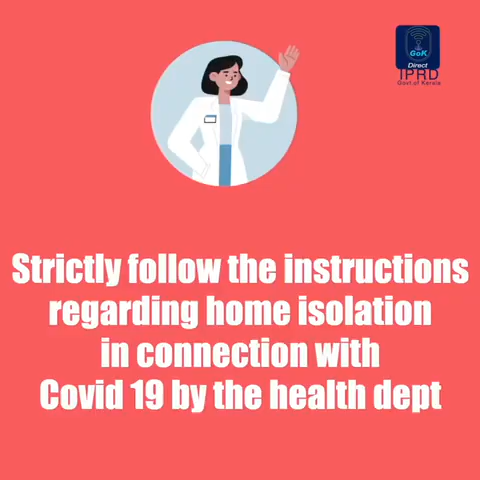 GoK
Direct
IPRD
Govt of Kerala
Strictly follow the instructions
regarding home isolation
in connection with
Covid 19 by the health dept